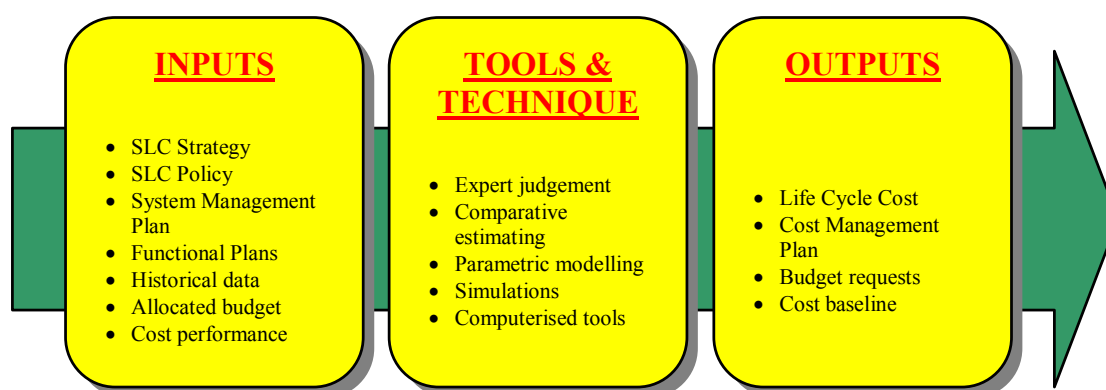 INPUTS
• SLC Strategy
• SLC Policy
• System Management
Plan
• Functional Plans
• Historical data
• Allocated budget
• Cost performance
TOOLS &
TECHNIQUE
• Expert judgement
• Comparative
estimating
• Parametric modelling
• Simulations
• Computerised tools
OUTPUTS
• Life Cycle Cost
• Cost Management
Plan
• Budget requests
• Cost baseline